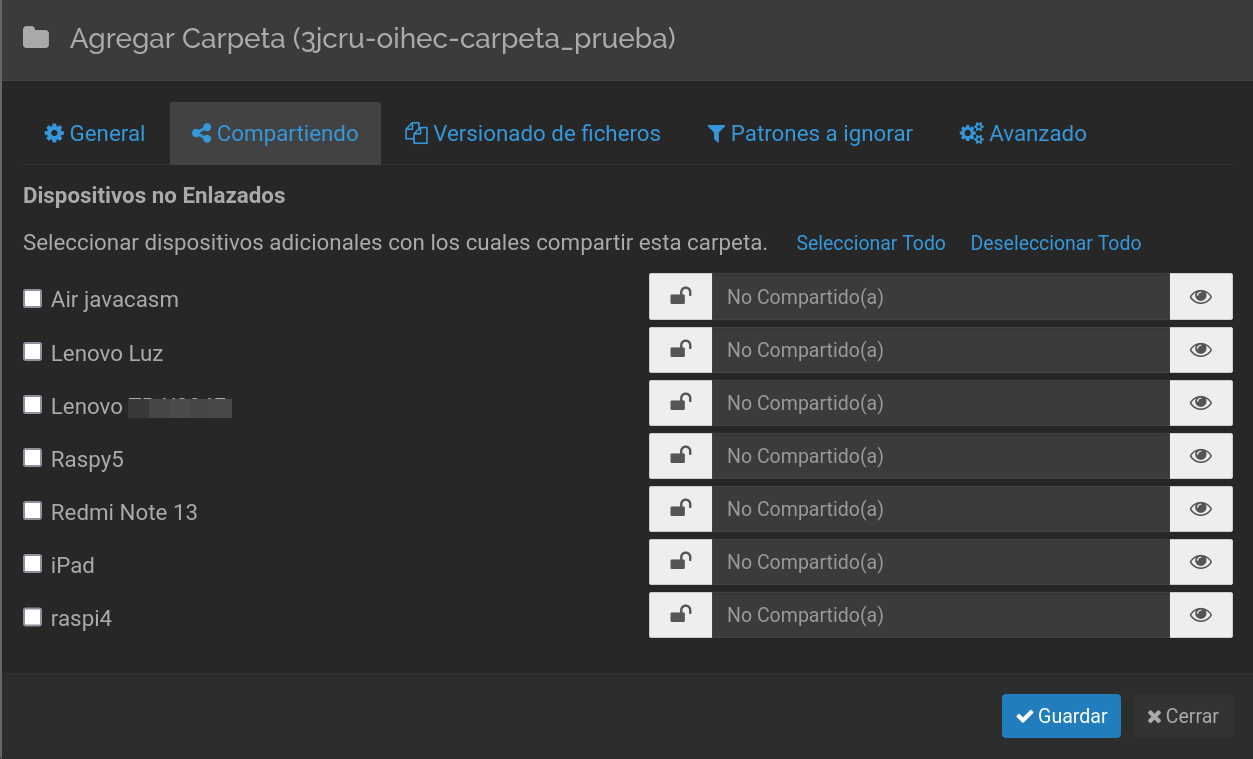 Agregar Carpeta (3jcru-oihec-carpeta_prueba)
General Compartiendo Versionado de ficheros Patrones a ignorar Avanzado
Dispositivos no Enlazados
Seleccionar dispositivos adicionales con los cuales compartir esta carpeta. Seleccionar Todo Deseleccionar Todo
Air javacasm No Compartido(a)
Lenovo Luz No Compartido(a)
Lenovo No Compartido(a)
Raspy5 No Compartido(a)
Redmi Note 13 No Compartido(a)
iPad No Compartido(a)
raspi4 No Compartido(a)
Guardar Cerrar